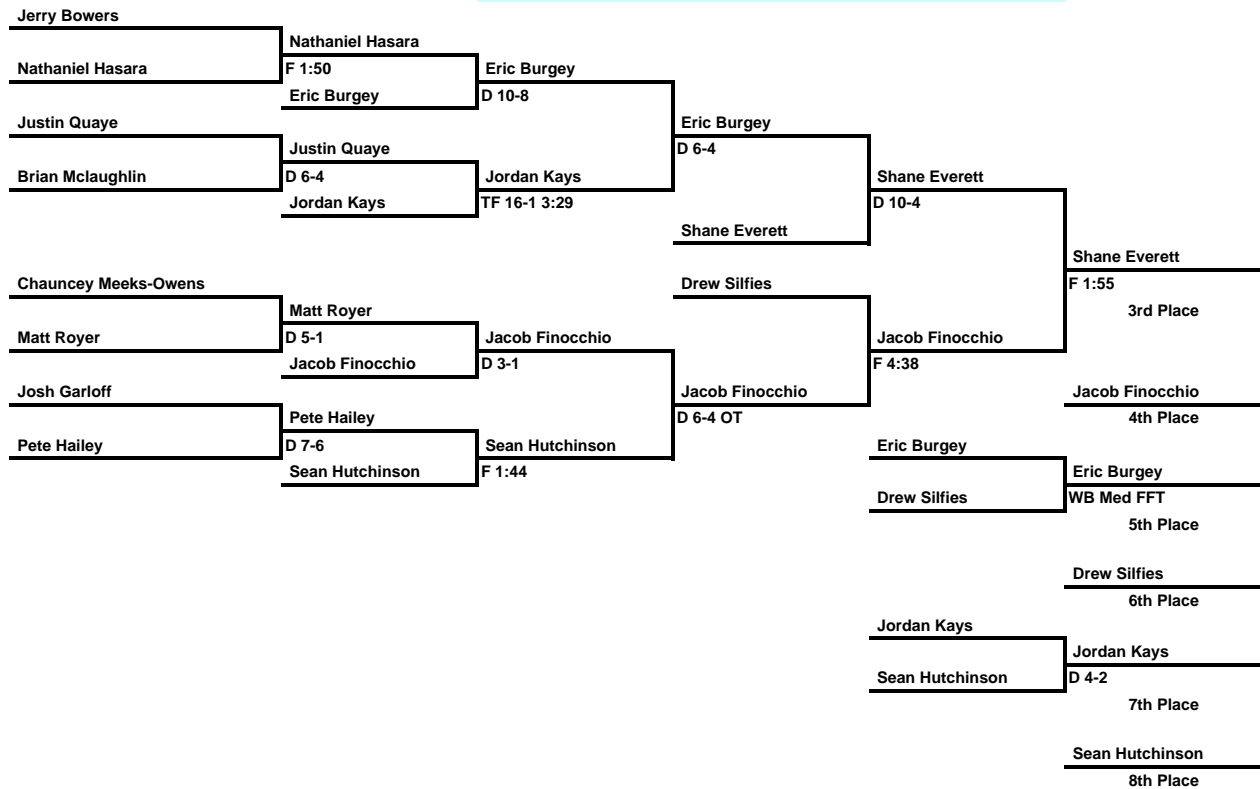 Jerry Bowers
Nathaniel Hasara
Nathaniel Hasara
F 1:50
Eric Burgey
Eric Burgey
D 10-8
Justin Quaye
Eric Burgey
D 6-4
Justin Quaye
Brian Mclaughlin
D 6-4
Jordan Kays
Shane Everett
Jordan Kays
TF 16-1 3:29
D 10-4
Shane Everett
Shane Everett
Chauncey Meeks-Owens
Drew Silfies
F 1:55
Matt Royer
3rd Place
Matt Royer
D 5-1
Jacob Finocchio
Jacob Finocchio
Jacob Finocchio
D 3-1
F 4:38
Josh Garloff
Jacob Finocchio
Jacob Finocchio
Pete Hailey
D 6-4 OT
4th Place
Pete Hailey
D 7-6
Sean Hutchinson
Eric Burgey
Sean Hutchinson
F 1:44
Eric Burgey
Drew Silfies
WB Med FFT
5th Place
Drew Silfies
6th Place
Jordan Kays
Jordan Kays
Sean Hutchinson
D 4-2
7th Place
Sean Hutchinson
8th Place